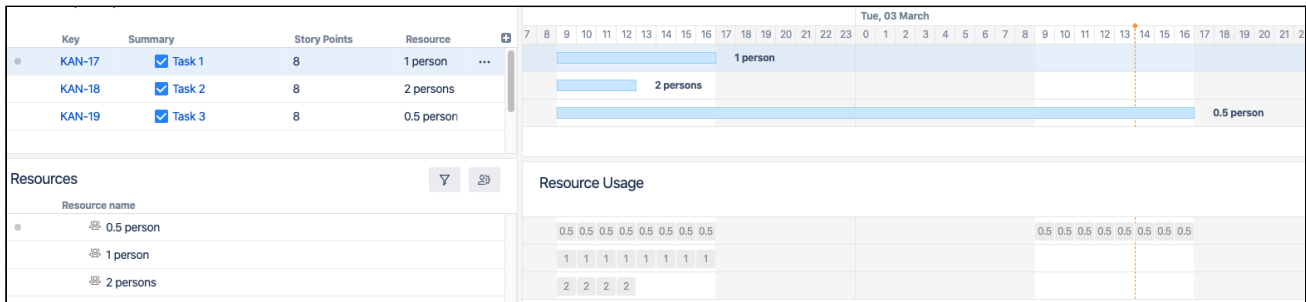 Tue, 03 March
Key Summary Story Points Resource
7 8 9 10 11 12 13 14 15 16 17 18 19 20 21 22 23 0 1 2 3 4 5 6 7 8 9 10 11 12 13 14 15 16 17 18 19 20 21
KAN-17 Task 1 8 1 person ... 1 person
KAN-18 Task 2 8 2 persons 2 persons
KAN-19 Task 3 8 0.5 person 0.5 person
Resources
Resource Usage
Resource name
0.5 person 0.5 0.5 0.5 0.5 0.5 0.5 0.5 0.5 0.5 0.5 0.5 0.5 0.5 0.5 0.5 0.5
1 person 1 1 1 1 1 1 1 1
2 persons 2 2 2 2